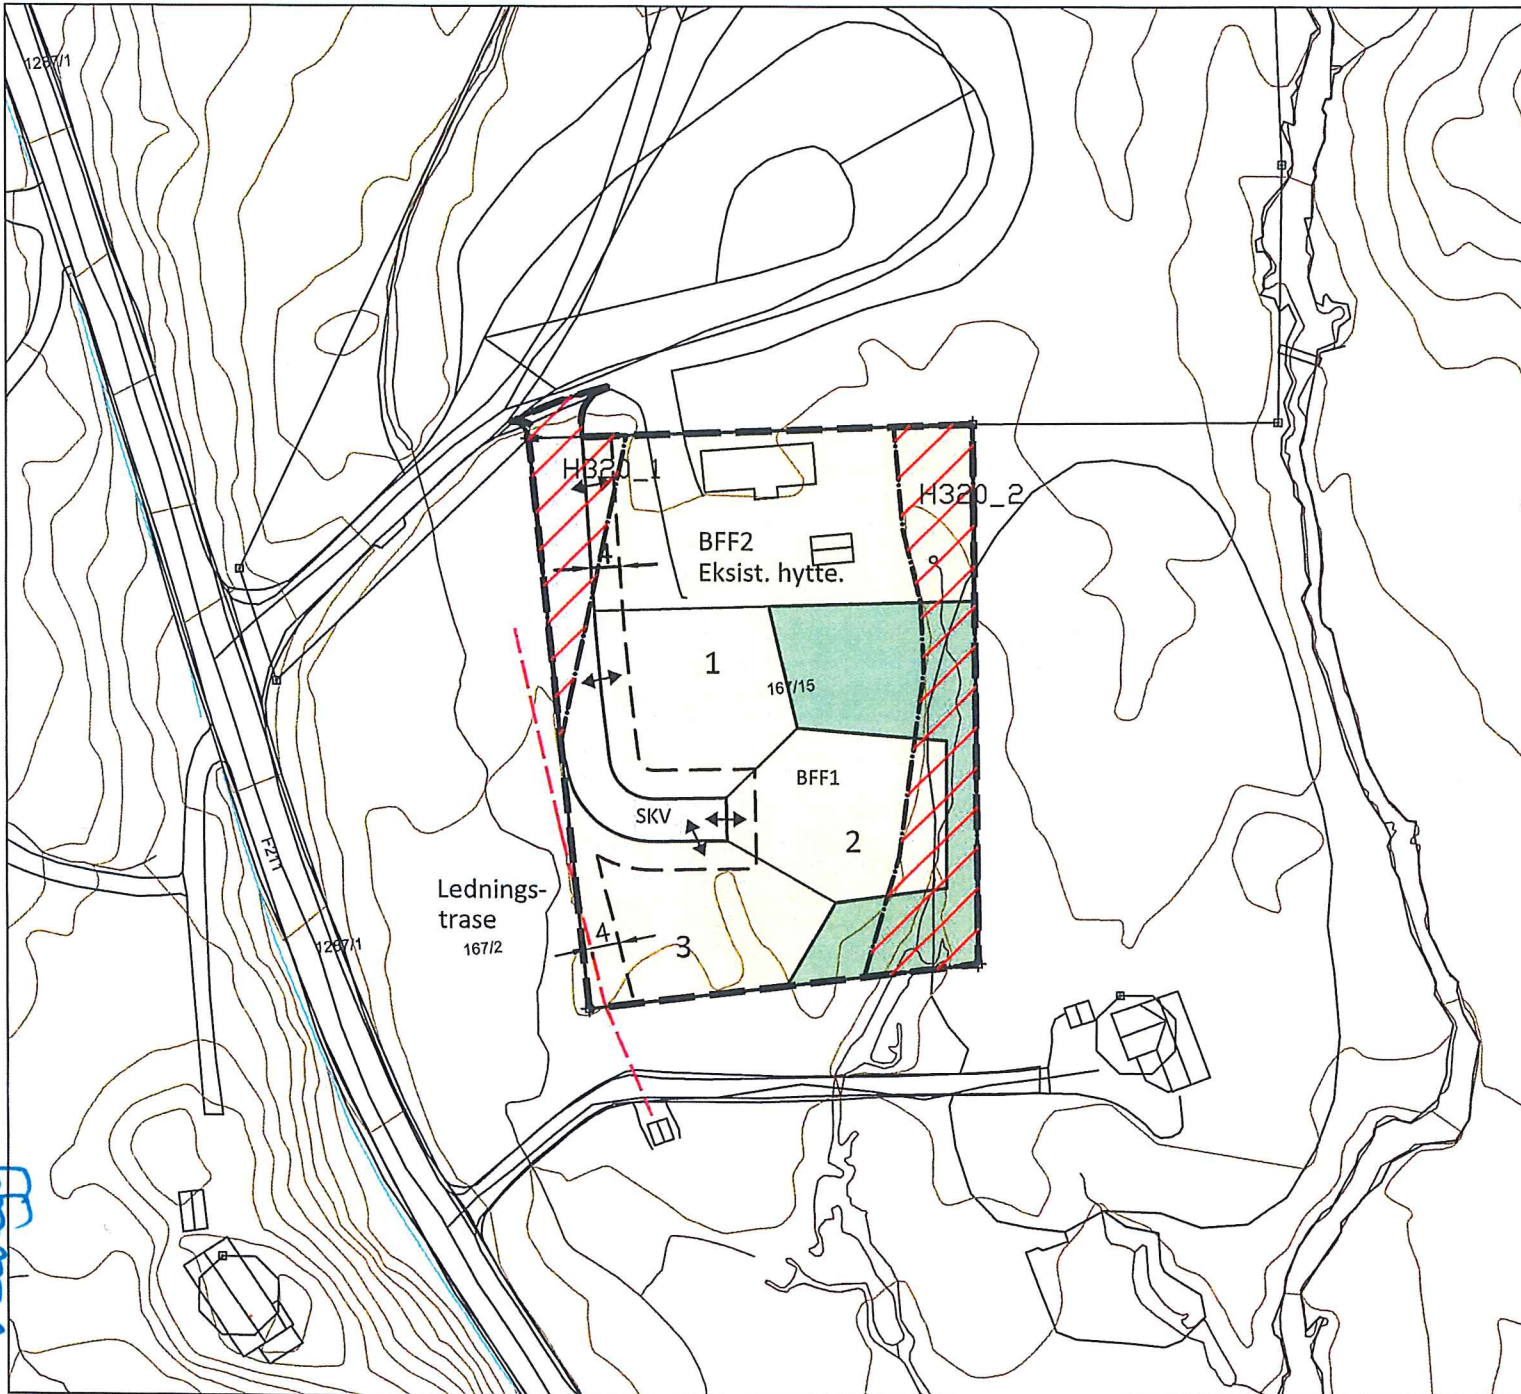 1287/1
H320_1
H320_2
4
BFF2
Eksist. hytte.
1
167/15
BFF1
SKV
2
F211
Lednings-
trase
167/2
1287/1
4
3